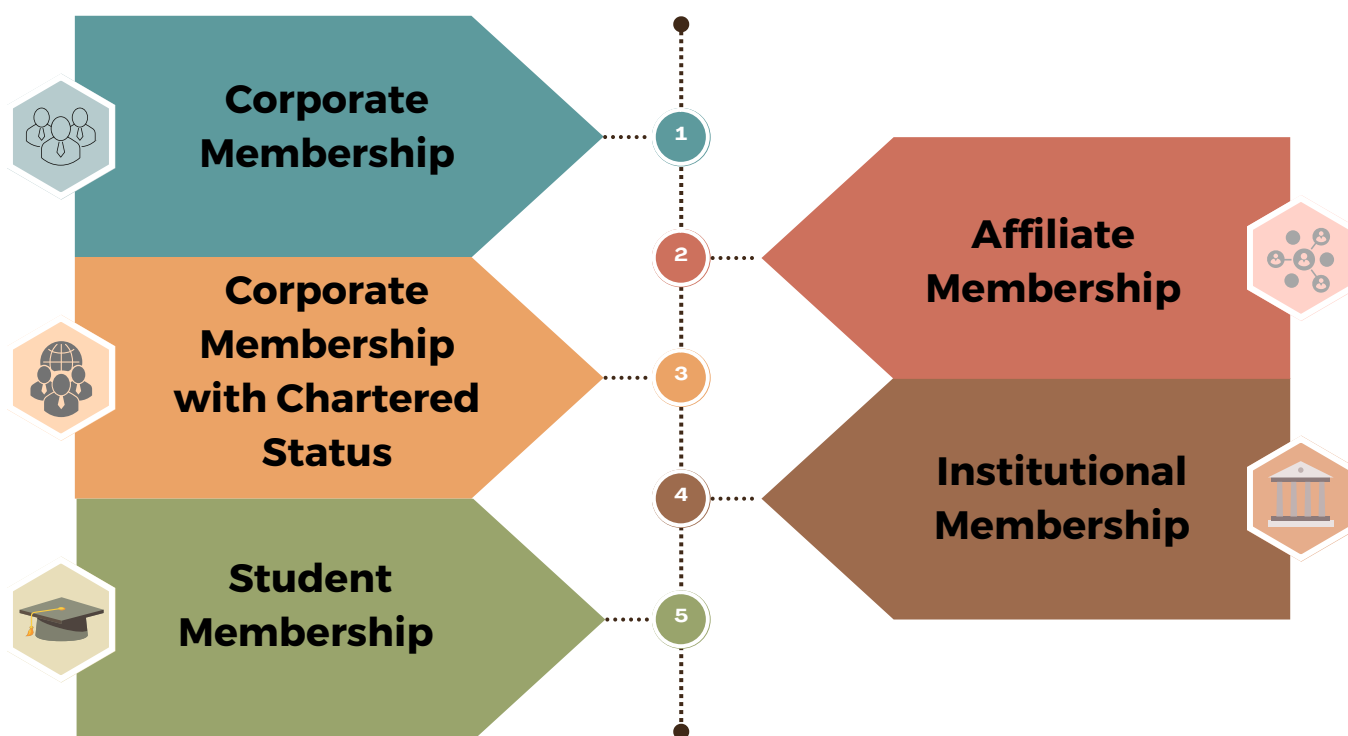 Corporate
Membership
1
2
Affiliate
Membership
Corporate
Membership
with Chartered
Status
3
4
Institutional
Membership
Student
Membership
5